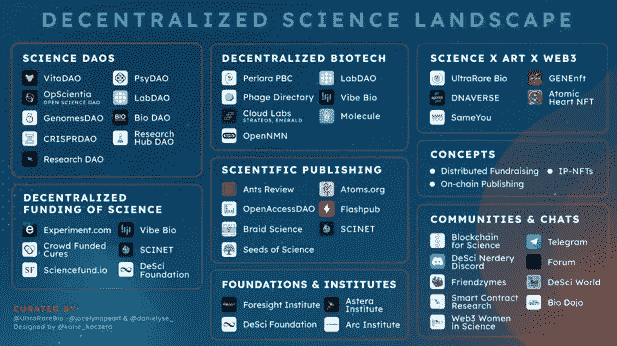 DECENTRALIZED SCIENCE LANDSCAPE
SCIENCE DAOS
VitaDAO
PsyDAO
OpScientia
OPEN SCIENCE DAO
LabDAO
GenomesDAO
Bio DAO
CRISPRDAO
Research
Hub DAO
Research DAO
DECENTRALIZED
FUNDING OF SCIENCE
Experiment.com
Vibe Bio
Crowd Funded
Cures
SCINET
Sciencefund.io
DeSci
Foundation
CURATED BY:
@UltraRareBio @jocelynnpearl & @danielyse_
Designed by @kaise_kaczera
DECENTRALIZED BIOTECH
Perlara PBC
LabDAO
Phage Directory
Vibe Bio
Cloud Labs
STRATEOS, EMERALD
Molecule
OpenNMN
SCIENTIFIC PUBLISHING
Ants Review
Atoms.org
OpenAccessDAO
Flashpub
Braid Science
SCINET
Seeds of Science
FOUNDATIONS & INSTITUTES
Foresight Institute
Astera
Institute
DeSci Foundation
Arc Institute
SCIENCE X ART X WEB3
UltraRare Bio
GENEnft
DNAVERSE
Atomic
Heart NFT
SameYou
CONCEPTS
Distributed Fundraising
IP-NFTs
On-chain Publishing
COMMUNITIES & CHATS
Blockchain
for Science
Telegram
DeSci Nerdery
Discord
Forum
Friendzymes
DeSci World
Smart Contract
Research
Bio Dojo
Web3 Women
in Science